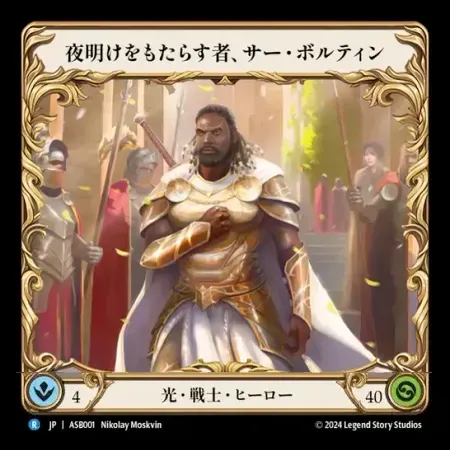 夜明けをもたらす者、サー・ボルティン
4
光・戦士・ヒーロー
40
R JP | ASB001 Nikolay Moskvin
© 2024 Legend Story Studios